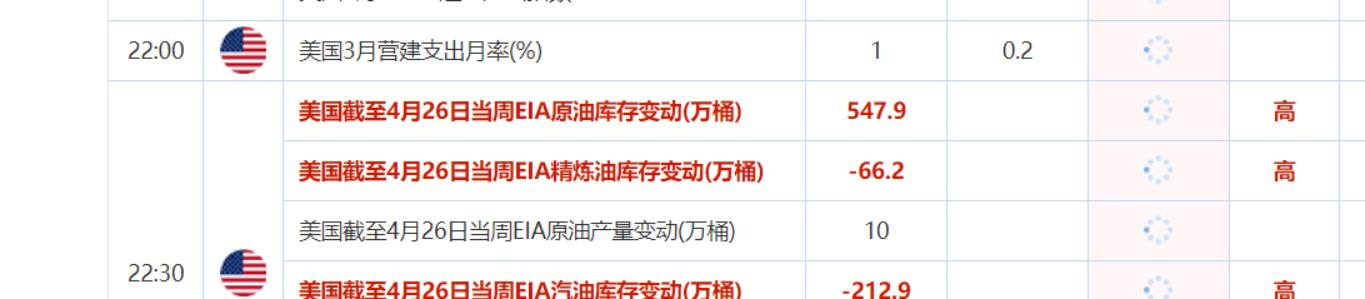 22:00 美国3月营建支出月率(%) 1 0.2
美国截至4月26日当周EIA原油库存变动(万桶) 547.9 高
美国截至4月26日当周EIA精炼油库存变动(万桶) -66.2 高
美国截至4月26日当周EIA原油产量变动(万桶) 10
22:30
美国截至4月26日当周EIA汽油库存变动(万桶) -212.9 高